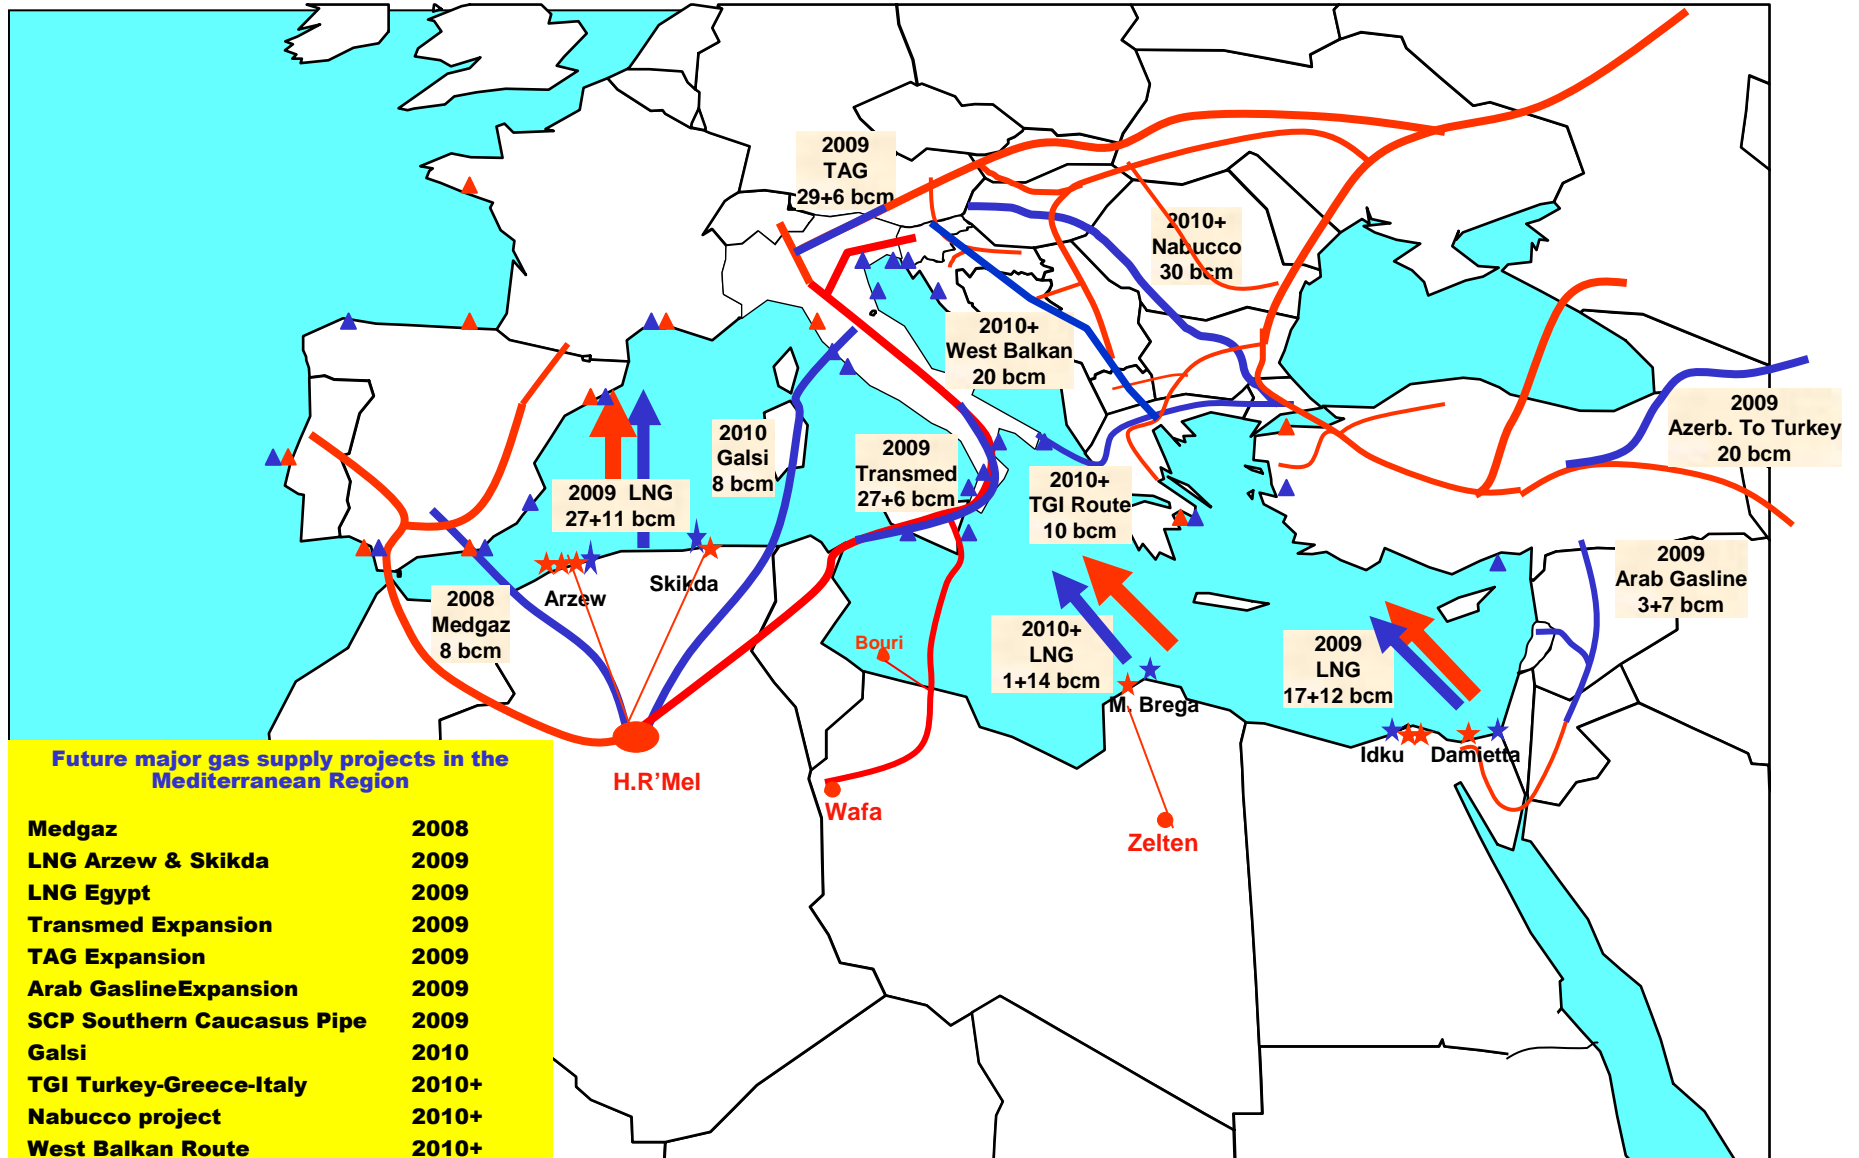 2009
TAG
29+6 bcm
2010+
Nabucco
30 bcm
2010+
West Balkan
20 bcm
2009
Azerb. To Turkey
20 bcm
2010
Galsi
8 bcm
2009
Transmed
27+6 bcm
2010+
TGI Route
10 bcm
2009 LNG
27+11 bcm
2009
Arab Gasline
3+7 bcm
Skikda
Arzew
2008
Medgaz
8 bcm
Bouri
2010+
LNG
1+14 bcm
2009
LNG
17+12 bcm
M. Brega
Idku
Damietta
H.R'Mel
Wafa
Zelten
Future major gas supply projects in the
Mediterranean Region
Medgaz 2008
LNG Arzew & Skikda 2009
LNG Egypt 2009
Transmed Expansion 2009
TAG Expansion 2009
Arab GaslineExpansion 2009
SCP Southern Caucasus Pipe 2009
Galsi 2010
TGI Turkey-Greece-Italy 2010+
Nabucco project 2010+
West Balkan Route 2010+